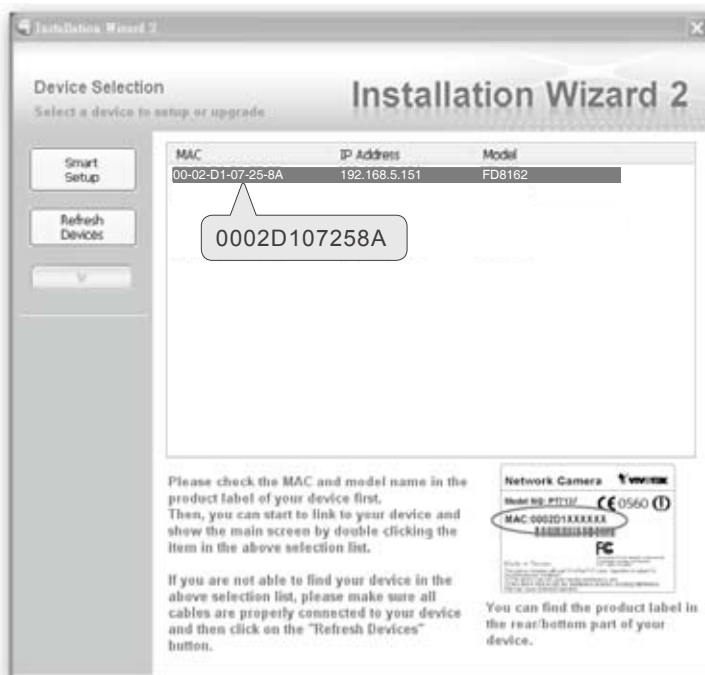 Installation Wizard 2
Device Selection
Select a device to setup or upgrade
Installation Wizard 2
Smart
Setup
Refresh
Devices
MAC IP Address Model
00-02-D1-07-25-8A 192.168.5.151 FD8162
0002D107258A
Please check the MAC and model name in the
product label of your device first.
Then, you can start to link to your device and
show the main screen by double clicking the
item in the above selection list.
If you are not able to find your device in the
above selection list, please make sure all
cables are properly connected to your device
and then click on the "Refresh Devices"
button.
Network Camera VIVOTEK
Model NO: PT7137
CE 0560
MAC:0002D1XXXXXX
FC
Made in Taiwan
You can find the product label in
the rear/bottom part of your
device.